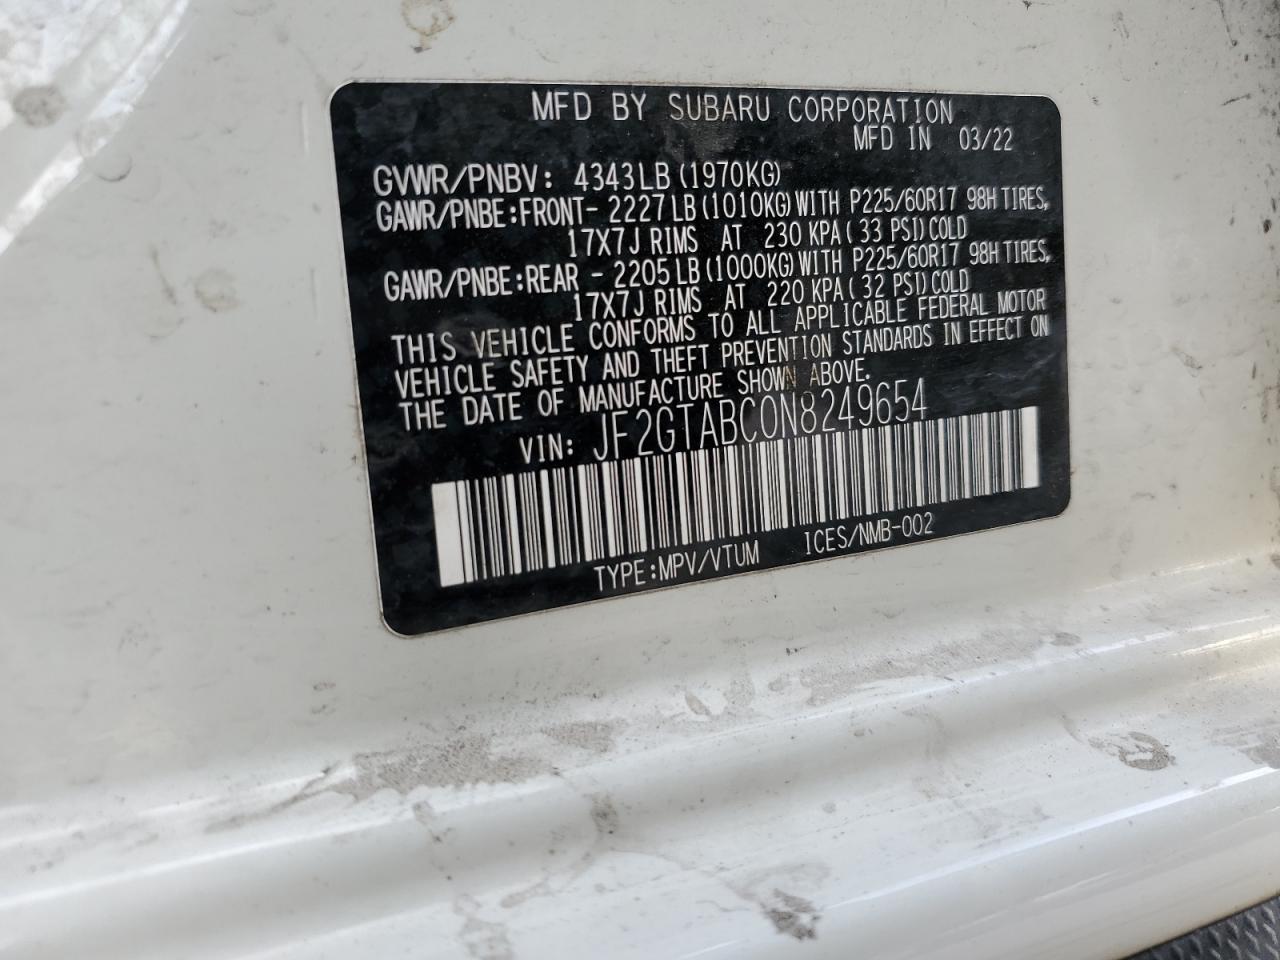 MFD BY SUBARU CORPORATION
MFD IN 03/22
GVWR/PNBV: 4343LB(1970KG)
GAWR/PNBE:FRONT- 2227LB(1010KG)WITH P225/60R17 98H TIRES,
17X7J RIMS AT 230 KPA( 33 PSI)COLD
GAWR/PNBE:REAR - 2205LB(1000KG)WITH P225/60R17 98H TIRES,
17X7J RIMS AT 220 KPA( 32 PSI)COLD
THIS VEHICLE CONFORMS TO ALL APPLICABLE FEDERAL MOTOR
VEHICLE SAFETY AND THEFT PREVENTION STANDARDS IN EFFECT ON
THE DATE OF MANUFACTURE SHOWN ABOVE.
VIN: JF2GTABC0N8249654
TYPE:MPV/VTUM ICES/NMB-002